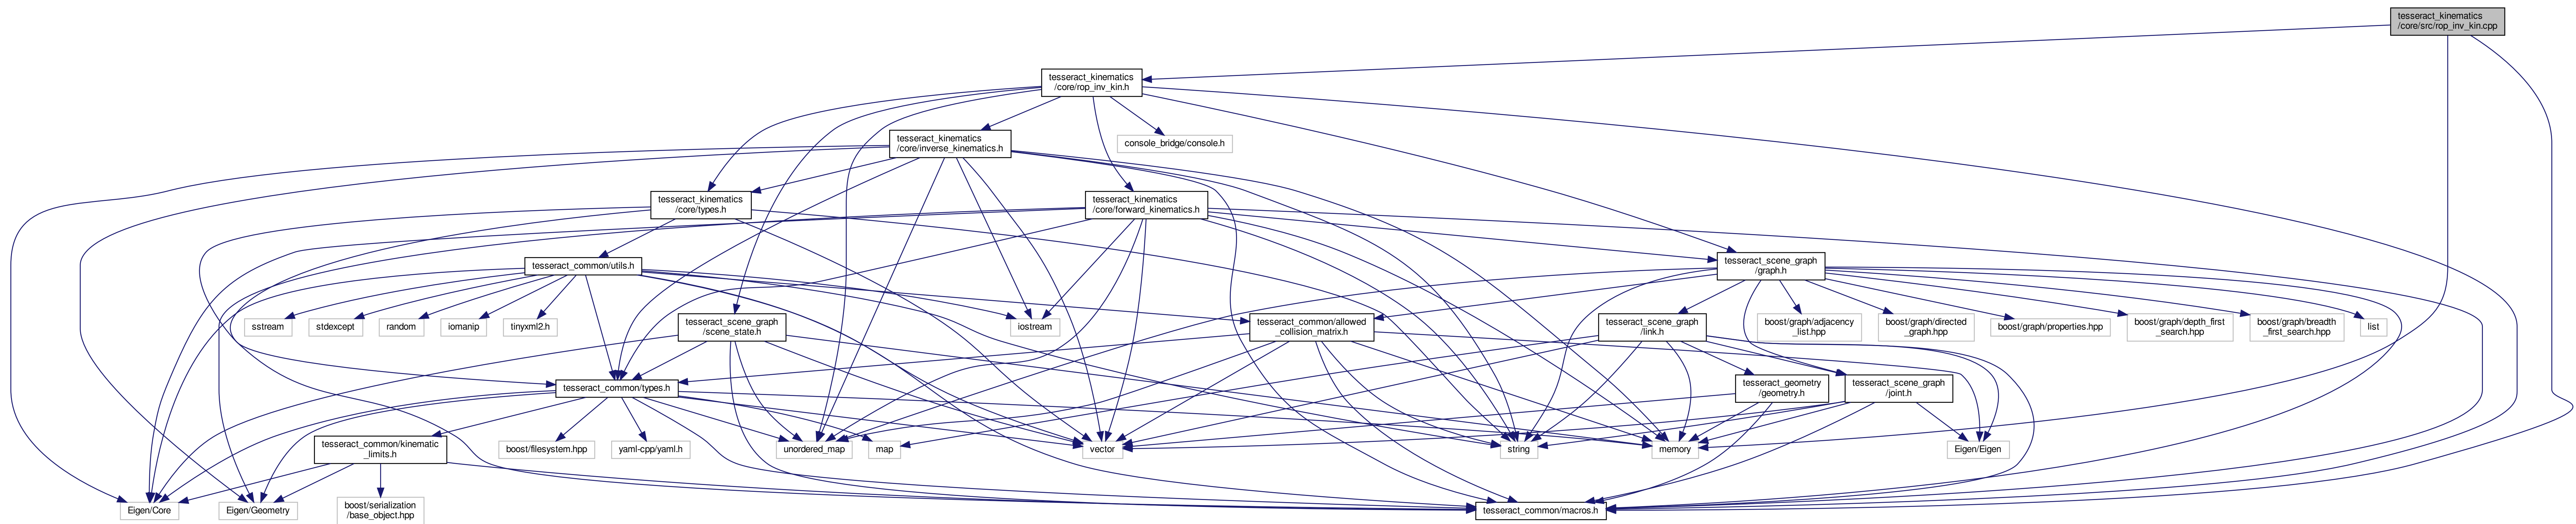 tesseract_kinematics
/core/src/rop_inv_kin.cpp
tesseract_kinematics
/core/rop_inv_kin.h
tesseract_kinematics
/core/inverse_kinematics.h
console_bridge/console.h
tesseract_kinematics
/core/types.h
tesseract_kinematics
/core/forward_kinematics.h
tesseract_common/utils.h
tesseract_scene_graph
/graph.h
sstream
stdexcept
random
iomanip
tinyxml2.h
tesseract_scene_graph
/scene_state.h
iostream
tesseract_common/allowed
_collision_matrix.h
tesseract_scene_graph
/link.h
boost/graph/adjacency
_list.hpp
boost/graph/directed
_graph.hpp
boost/graph/properties.hpp
boost/graph/depth_first
_search.hpp
boost/graph/breadth
_first_search.hpp
list
tesseract_common/types.h
tesseract_geometry
/geometry.h
tesseract_scene_graph
/joint.h
tesseract_common/kinematic
_limits.h
boost/filesystem.hpp
yaml-cpp/yaml.h
unordered_map
map
vector
string
memory
Eigen/Eigen
Eigen/Core
Eigen/Geometry
boost/serialization
/base_object.hpp
tesseract_common/macros.h